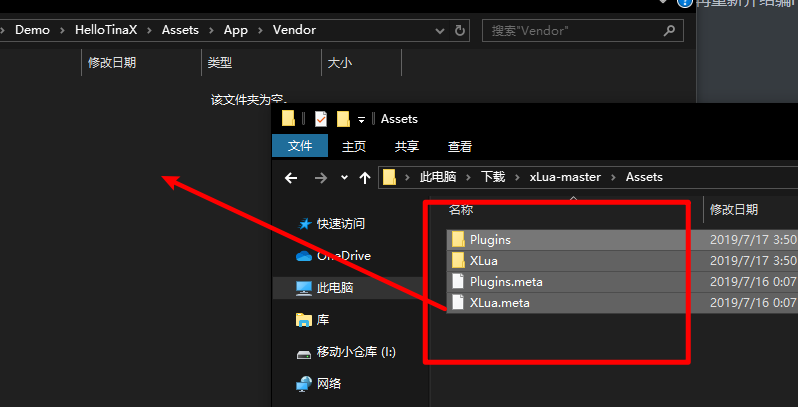 Demo > HelloTinaX > Assets > App > Vendor
搜索"Vendor"
修改日期 类型 大小
该文件夹为空。
Assets
文件 主页 共享 查看
此电脑 > 下载 > xLua-master > Assets
名称 修改日期
快速访问
OneDrive
此电脑
库
移动小仓库 (I:)
网络
Plugins 2019/7/17 3:50
XLua 2019/7/17 3:50
Plugins.meta 2019/7/16 0:07
XLua.meta 2019/7/16 0:07